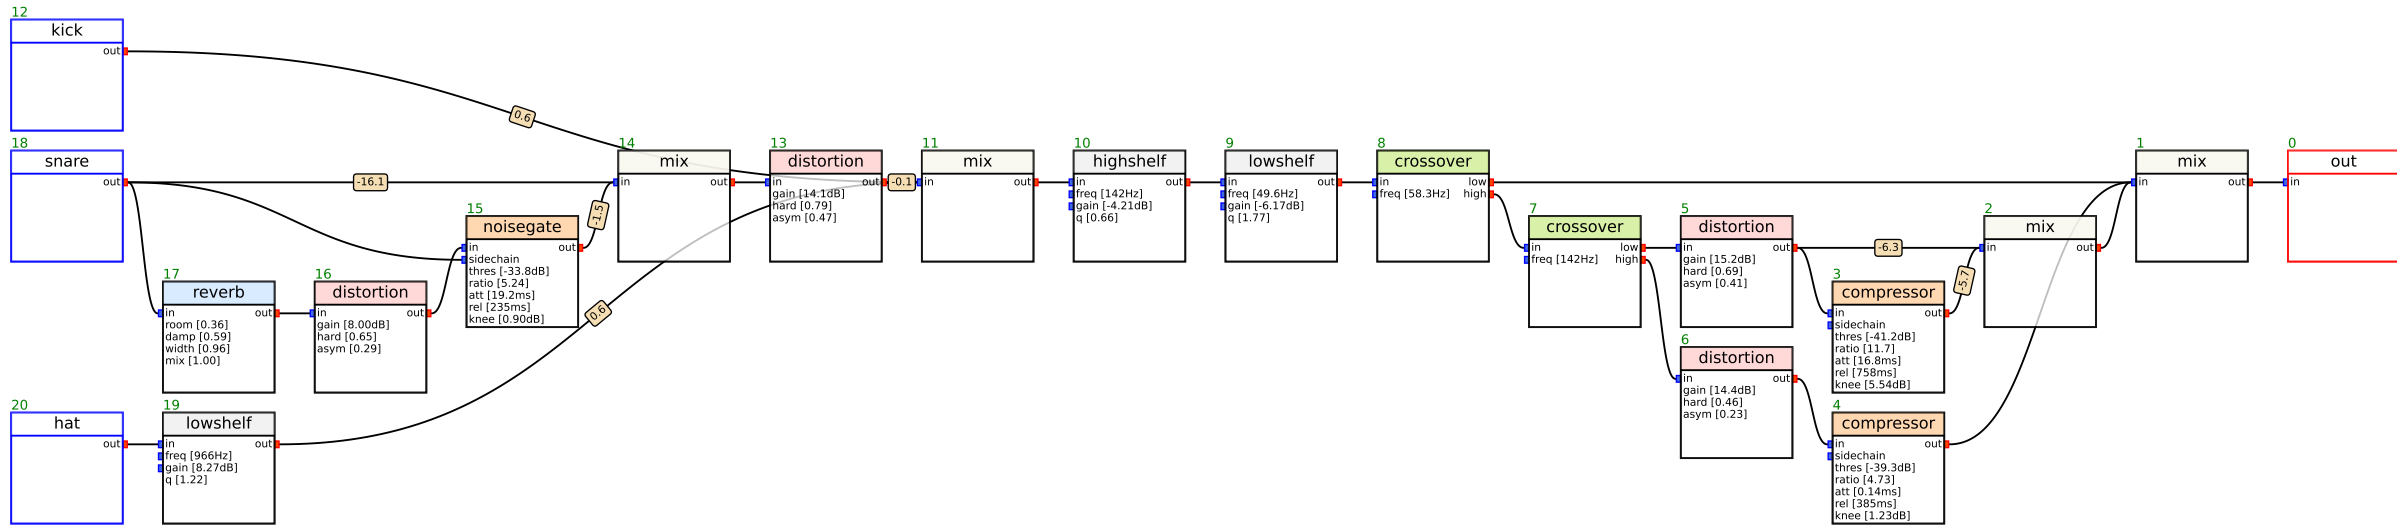 12
kick
out
0.6
18
snare
out
-16.1
14
mix
in out
13
distortion
in out
gain [14.1dB]
hard [0.79]
asym [0.47]
-0.1
11
mix
in out
10
highshelf
in out
freq [142Hz]
gain [-4.21dB]
q [0.66]
9
lowshelf
in out
freq [49.6Hz]
gain [-6.17dB]
q [1.77]
8
crossover
in low
freq [58.3Hz] high
1
mix
in out
0
out
in
15
noisegate
in out
sidechain
thres [-33.8dB]
ratio [5.24]
att [19.2ms]
rel [235ms]
knee [0.90dB]
-1.5
7
crossover
in low
freq [142Hz] high
5
distortion
in out
gain [15.2dB]
hard [0.69]
asym [0.41]
-6.3
2
mix
in out
17
reverb
in out
room [0.36]
damp [0.59]
width [0.96]
mix [1.00]
16
distortion
in out
gain [8.00dB]
hard [0.65]
asym [0.29]
0.6
3
compressor
in out
sidechain
thres [-41.2dB]
ratio [11.7]
att [16.8ms]
rel [758ms]
knee [5.54dB]
-5.7
6
distortion
in out
gain [14.4dB]
hard [0.46]
asym [0.23]
20
hat
out
19
lowshelf
in out
freq [966Hz]
gain [8.27dB]
q [1.22]
4
compressor
in out
sidechain
thres [-39.3dB]
ratio [4.73]
att [0.14ms]
rel [385ms]
knee [1.23dB]